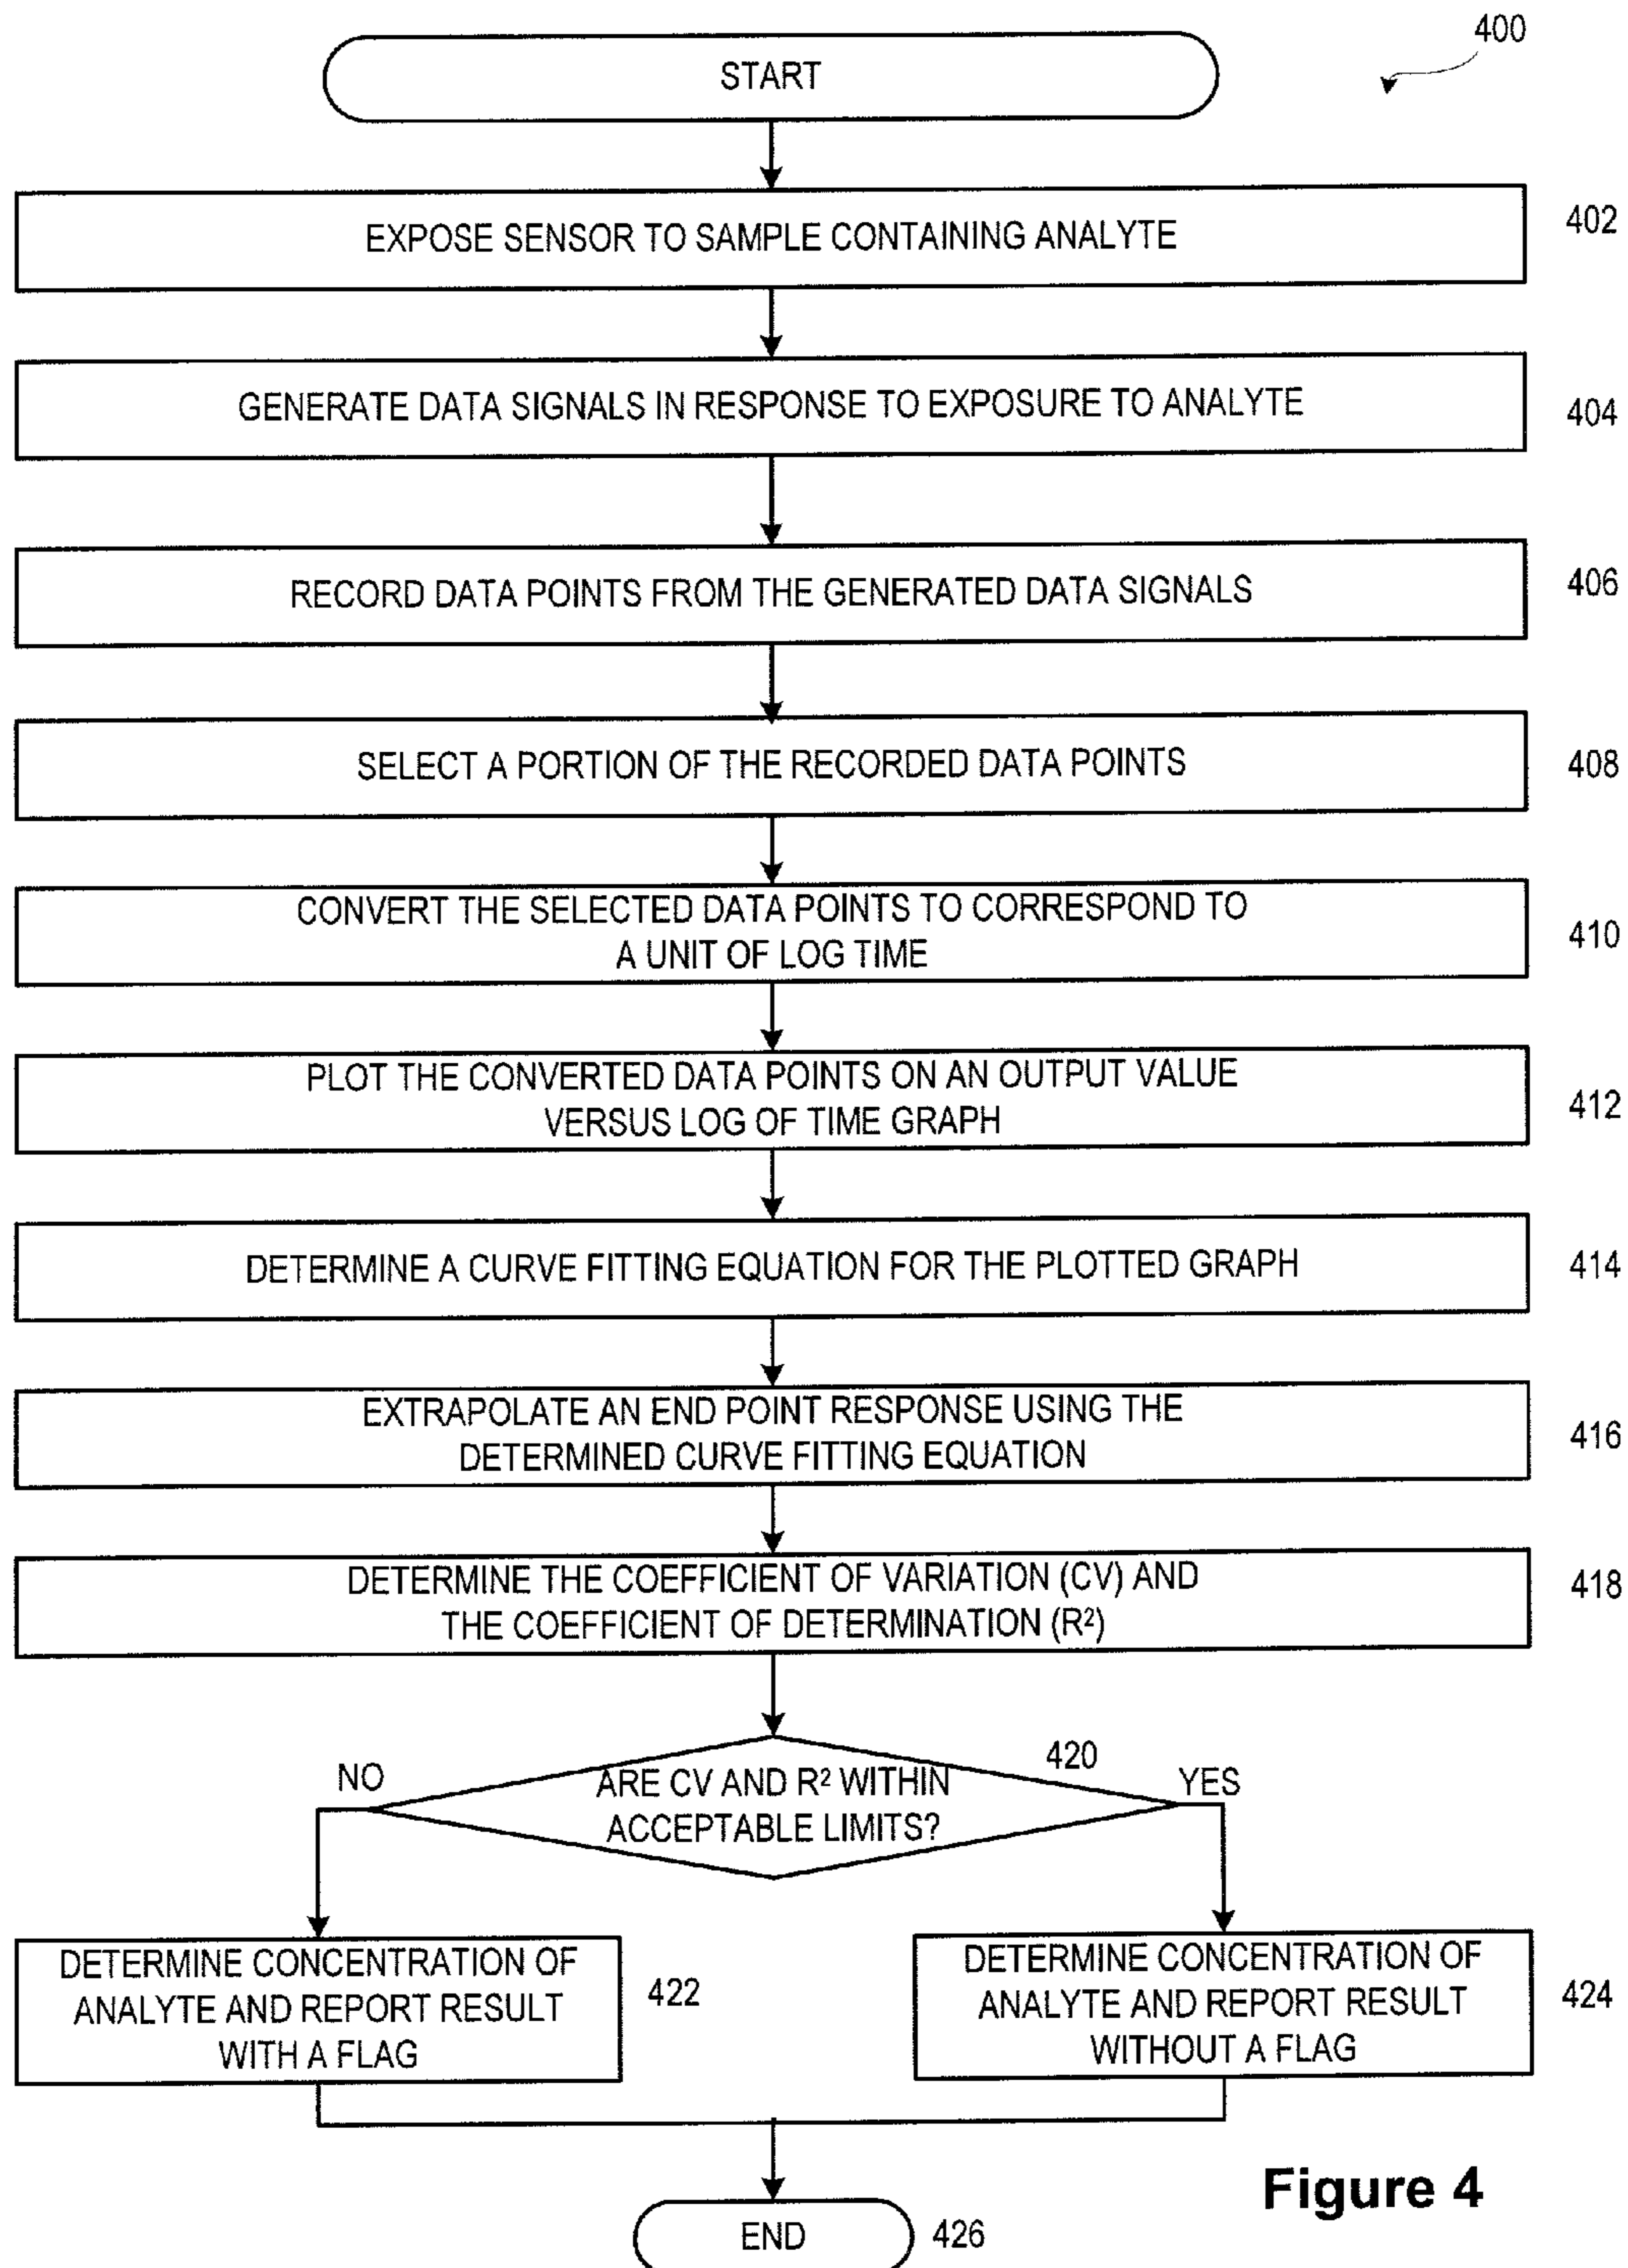 400
START
EXPOSE SENSOR TO SAMPLE CONTAINING ANALYTE
402
GENERATE DATA SIGNALS IN RESPONSE TO EXPOSURE TO ANALYTE
404
RECORD DATA POINTS FROM THE GENERATED DATA SIGNALS
406
SELECT A PORTION OF THE RECORDED DATA POINTS
408
CONVERT THE SELECTED DATA POINTS TO CORRESPOND TO
A UNIT OF LOG TIME
410
PLOT THE CONVERTED DATA POINTS ON AN OUTPUT VALUE
VERSUS LOG OF TIME GRAPH
412
DETERMINE A CURVE FITTING EQUATION FOR THE PLOTTED GRAPH
414
EXTRAPOLATE AN END POINT RESPONSE USING THE
DETERMINED CURVE FITTING EQUATION
416
DETERMINE THE COEFFICIENT OF VARIATION (CV) AND
THE COEFFICIENT OF DETERMINATION (R²)
418
420
NO
ARE CV AND R² WITHIN
ACCEPTABLE LIMITS?
YES
DETERMINE CONCENTRATION OF
ANALYTE AND REPORT RESULT
WITH A FLAG
422
DETERMINE CONCENTRATION OF
ANALYTE AND REPORT RESULT
WITHOUT A FLAG
424
Figure 4
END
426